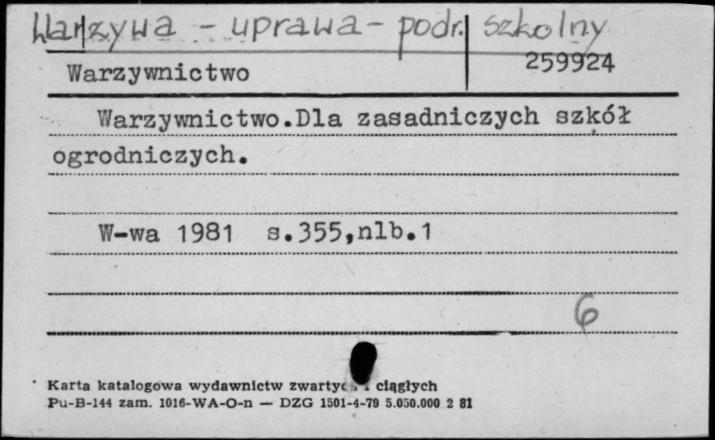 Warzywa - uprawa - podr. szkolny
Warzywnictwo 259924
Warzywnictwo.Dla zasadniczych szkół
ogrodniczych.
W-wa 1981 s.355,nlb.1
6
Karta katalogowa wydawnictw i ciągłych
Pu-B-144 zam. 1016-WA-O-n — DZG 1501-4-79 5.050.000 2 81